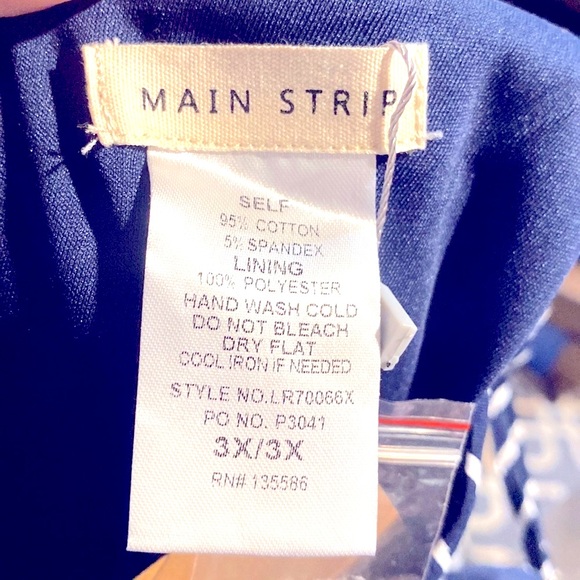 MAIN STRIP
SELF
95% COTTON
5% SPANDEX
LINING
100% POLYESTER
HAND WASH COLD
DO NOT BLEACH
DRY FLAT
COOL IRON IF NEEDED
STYLE NO.LR70066X
PO NO. P3041
3X/3X
RN# 135586